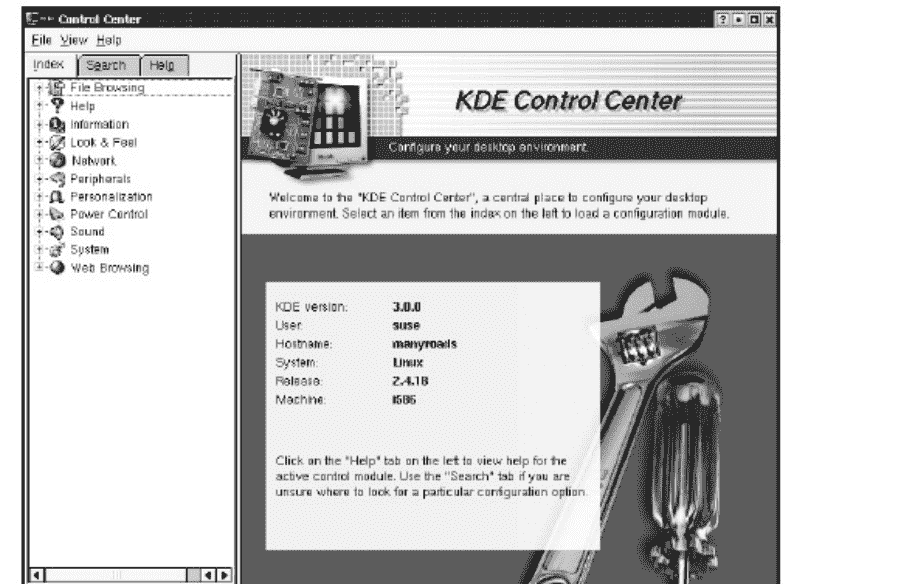 Control Center
File View Help
Index Search Help
File Browsing
Help
Information
Look & Feel
Network
Peripherals
Personalization
Power Control
Sound
System
Web Browsing
KDE Control Center
Configure your desktop environment.
Welcome to the "KDE Control Center", a central place to configure your desktop
environment. Select an item from the index on the left to load a configuration module.
KDE version: 3.0.0
User: suse
Hostname: manyroads
System: Linux
Release: 2.4.18
Machine: i586
Click on the "Help" tab on the left to view help for the
active control module. Use the "Search" tab if you are
unsure where to look for a particular configuration option.